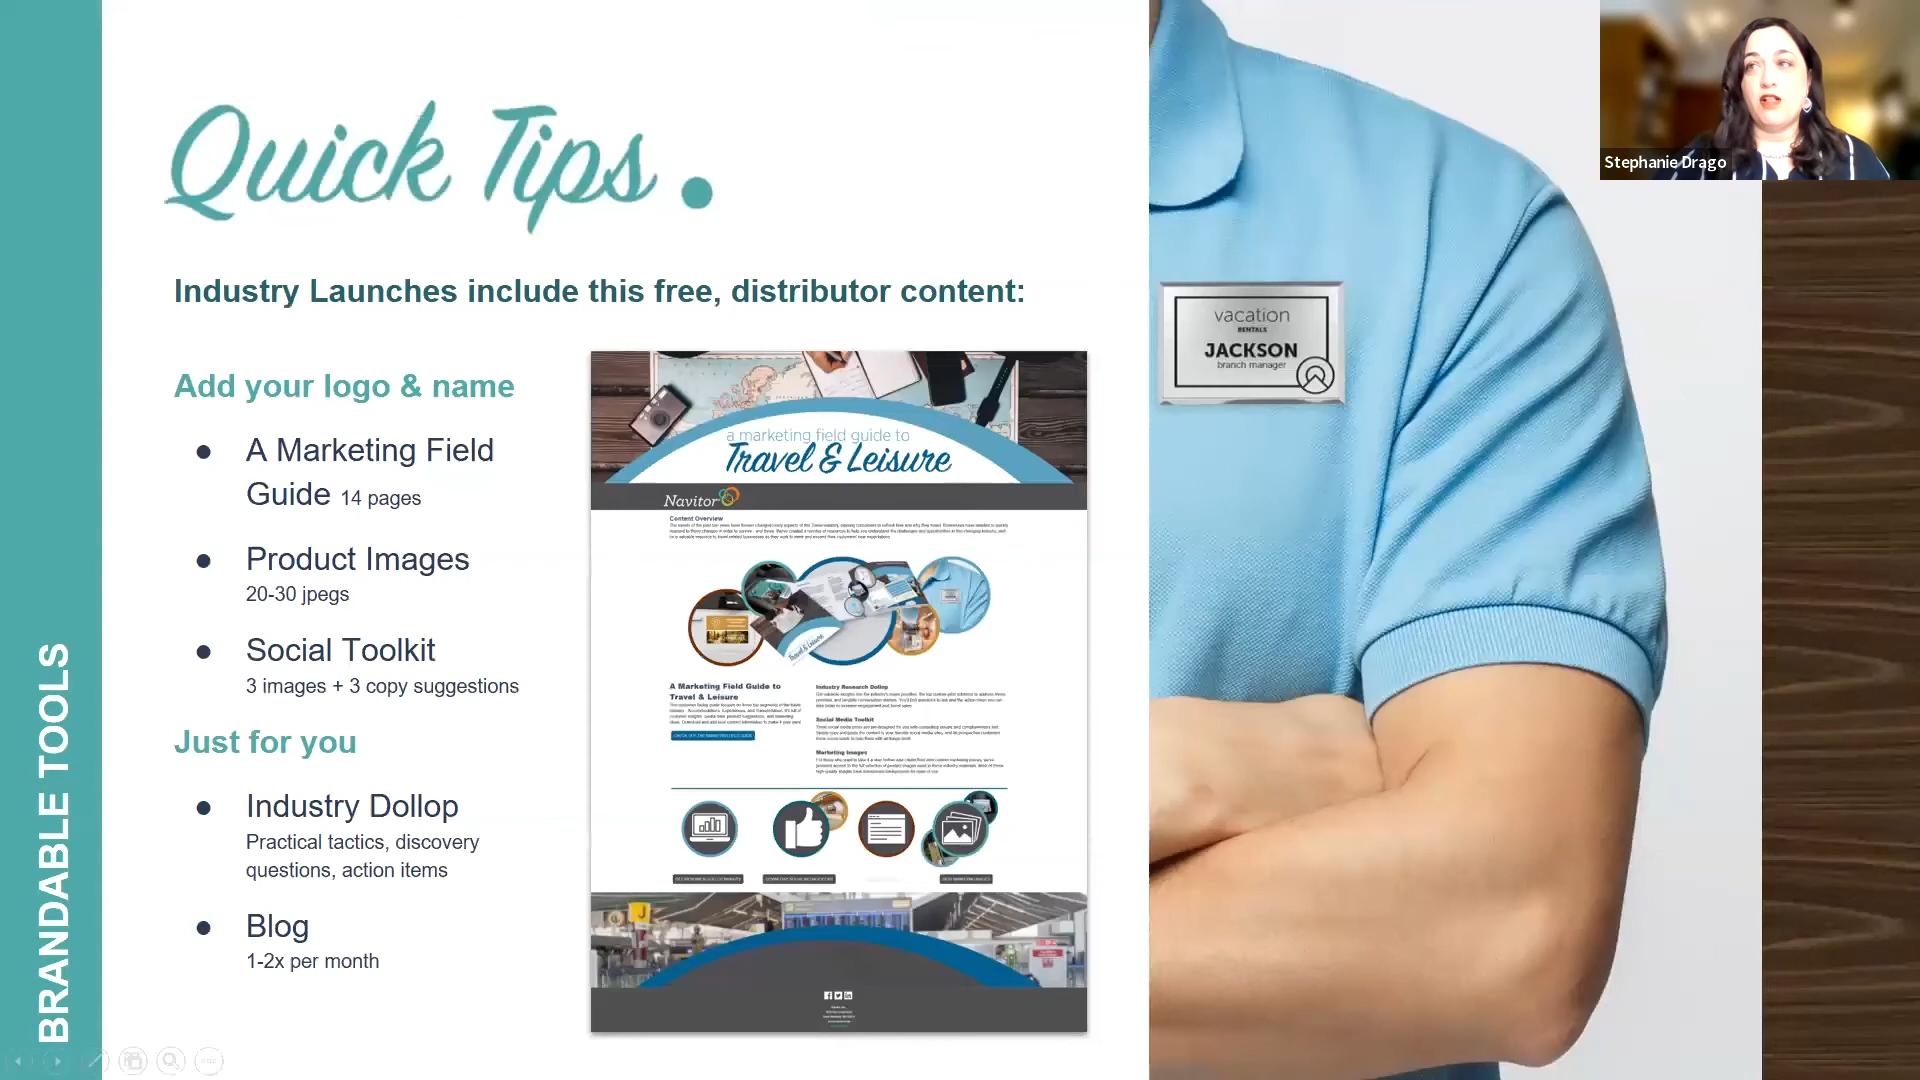 Quick Tips.
Industry Launches include this free, distributor content:
Add your logo & name
● A Marketing Field
Guide 14 pages
● Product Images
20-30 jpegs
● Social Toolkit
3 images + 3 copy suggestions
Just for you
● Industry Dollop
Practical tactics, discovery
questions, action items
● Blog
1-2x per month
BRANDABLE TOOLS
a marketing field guide to
Travel & Leisure
Navitor
Content Overview
A Marketing Field Guide to
Travel & Leisure
Industry Research Dollop
Social Media Toolkit
Marketing Images
vacation
RENTALS
JACKSON
branch manager
Stephanie Drago